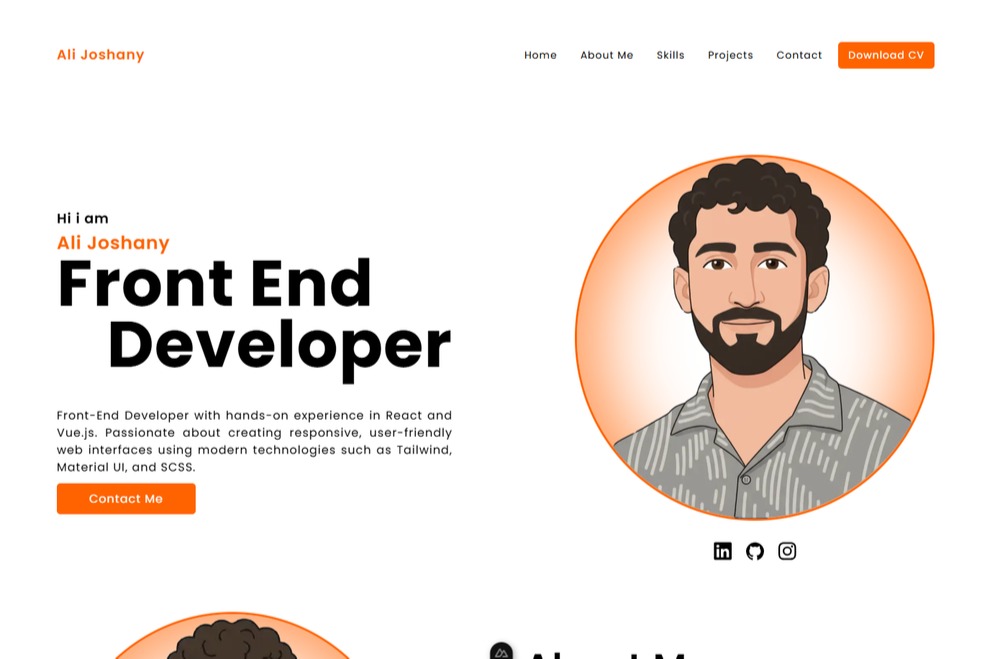 Ali Joshany
Home
About Me
Skills
Projects
Contact
Download CV
Hi i am
Ali Joshany
Front End
Developer
Front-End Developer with hands-on experience in React and
Vue.js. Passionate about creating responsive, user-friendly
web interfaces using modern technologies such as Tailwind,
Material UI, and SCSS.
Contact Me
in